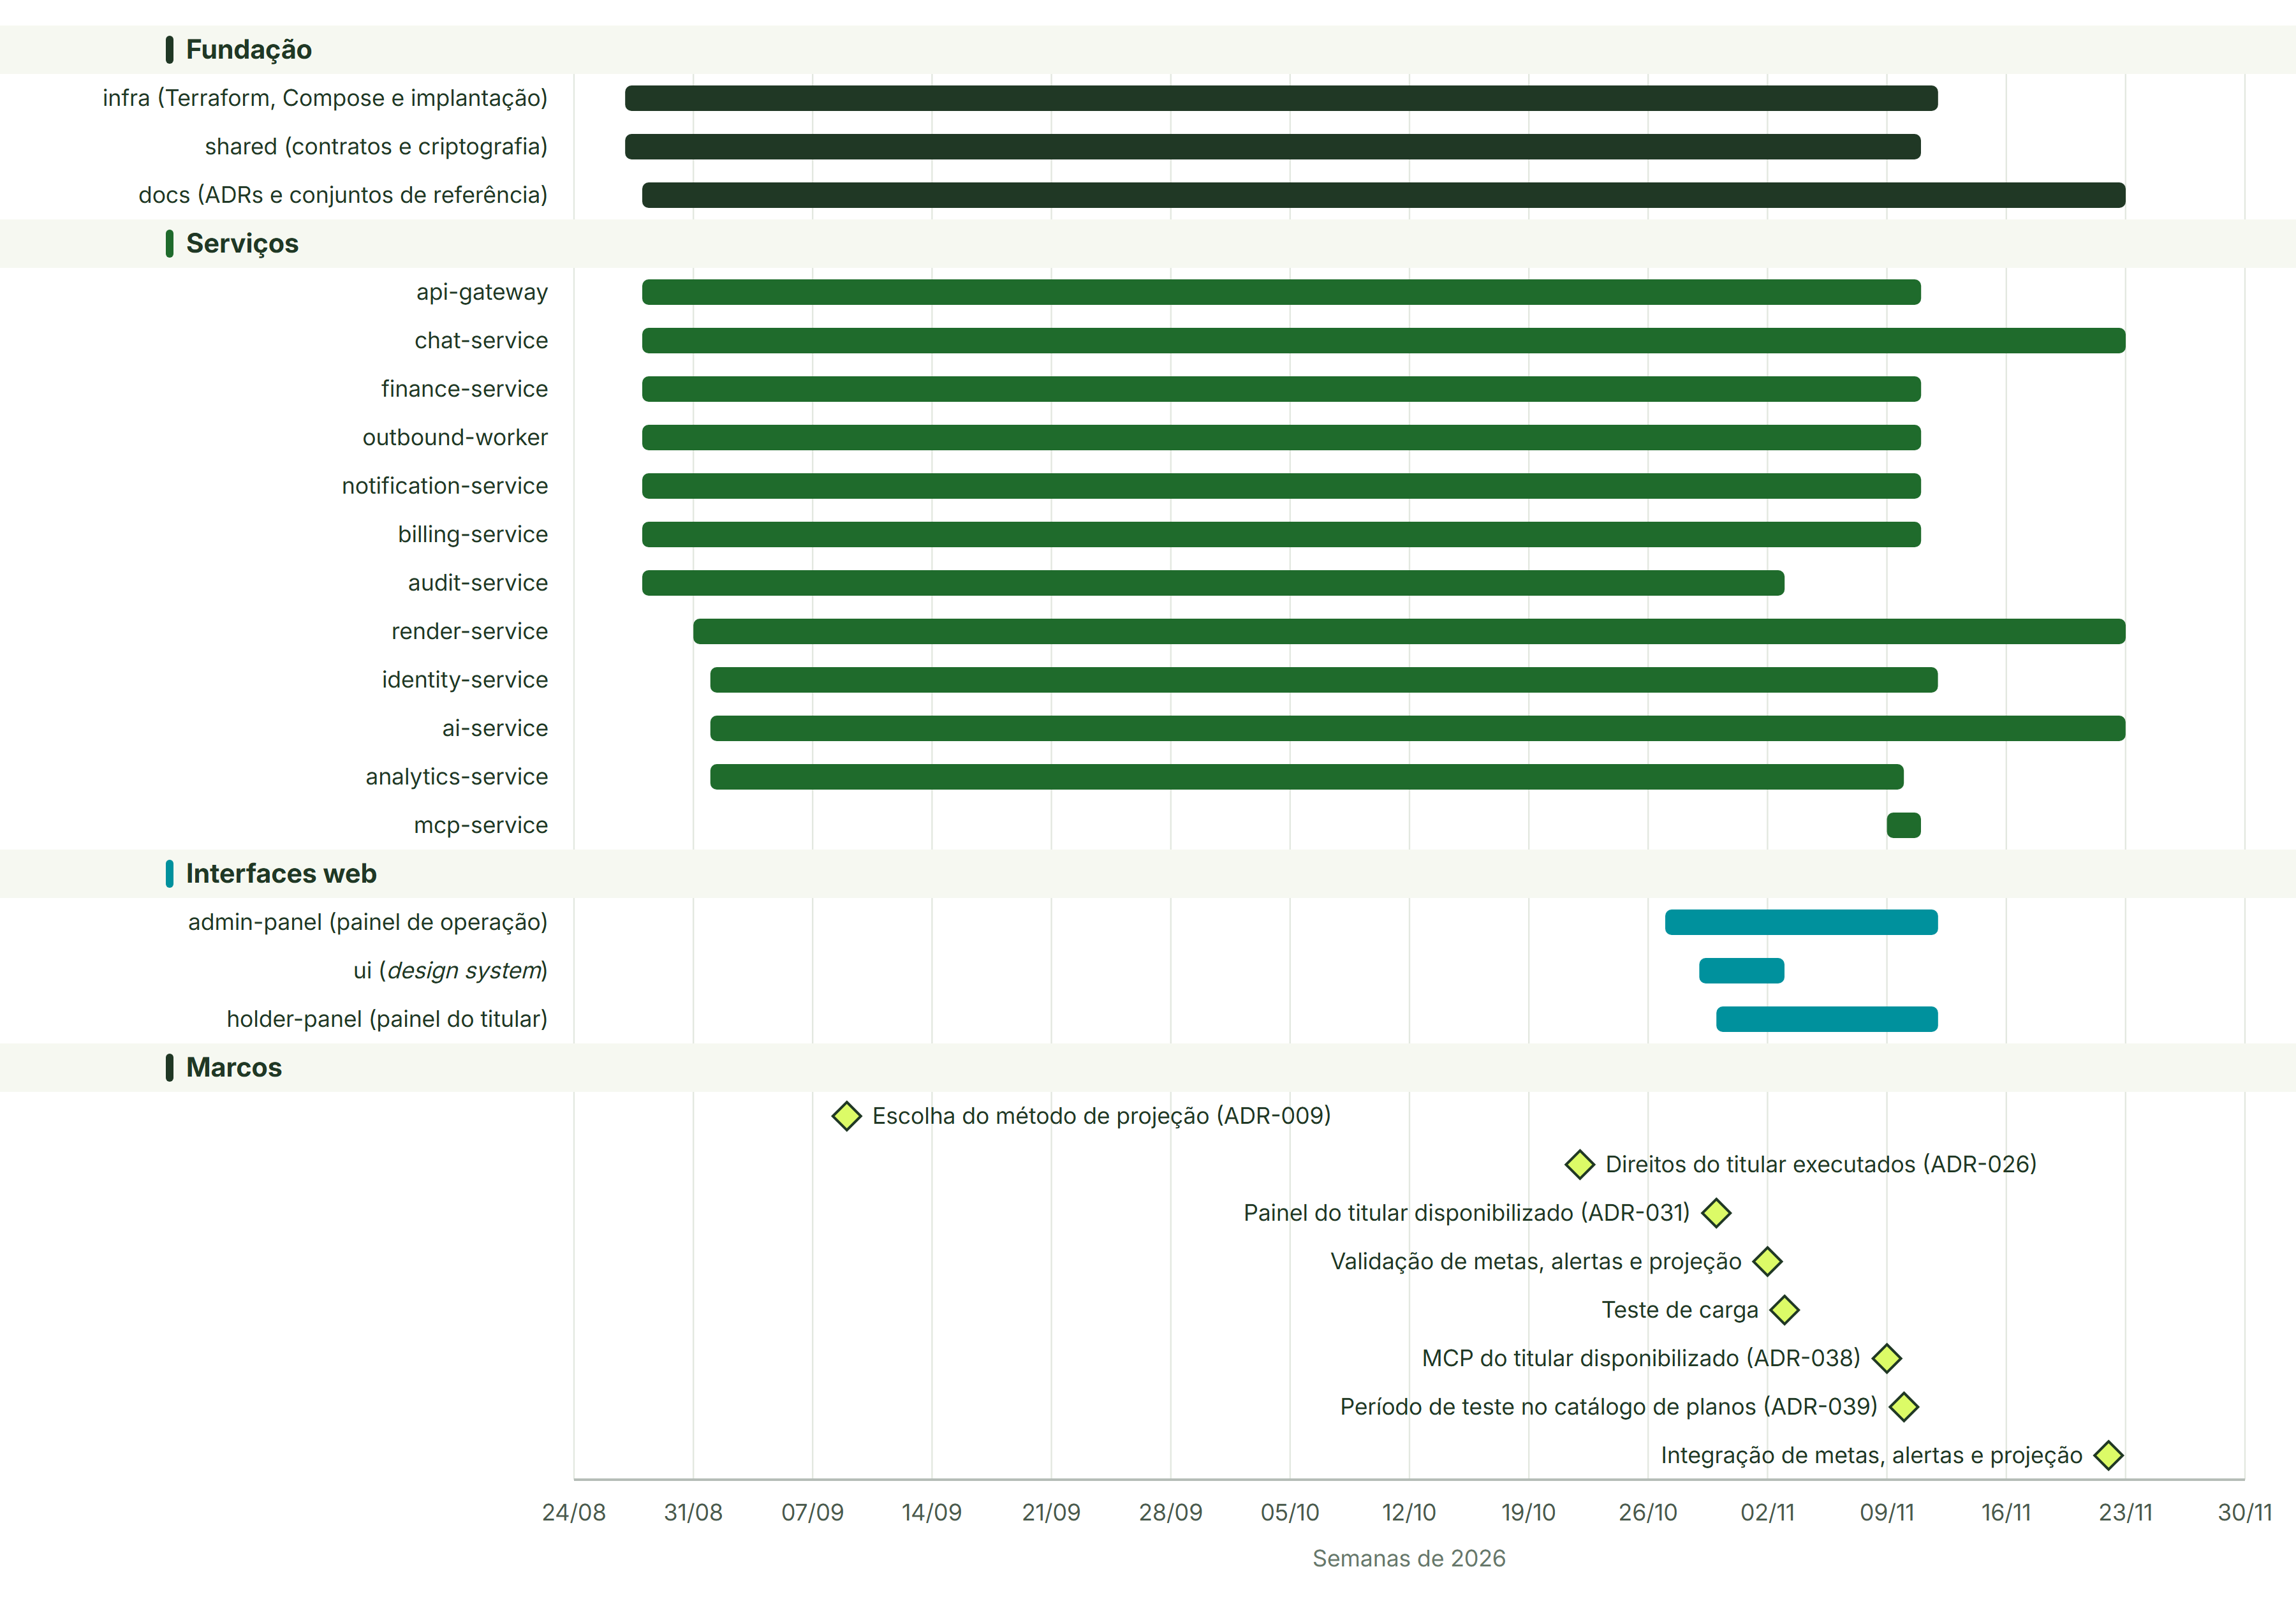 Fundação
infra (Terraform, Compose e implantação)
shared (contratos e criptografia)
docs (ADRs e conjuntos de referência)
Serviços
api-gateway
chat-service
finance-service
outbound-worker
notification-service
billing-service
audit-service
render-service
identity-service
ai-service
analytics-service
mcp-service
Interfaces web
admin-panel (painel de operação)
ui (design system)
holder-panel (painel do titular)
Marcos
Escolha do método de projeção (ADR-009)
Direitos do titular executados (ADR-026)
Painel do titular disponibilizado (ADR-031)
Validação de metas, alertas e projeção
Teste de carga
MCP do titular disponibilizado (ADR-038)
Período de teste no catálogo de planos (ADR-039)
Integração de metas, alertas e projeção
24/08 31/08 07/09 14/09 21/09 28/09 05/10 12/10 19/10 26/10 02/11 09/11 16/11 23/11 30/11
Semanas de 2026